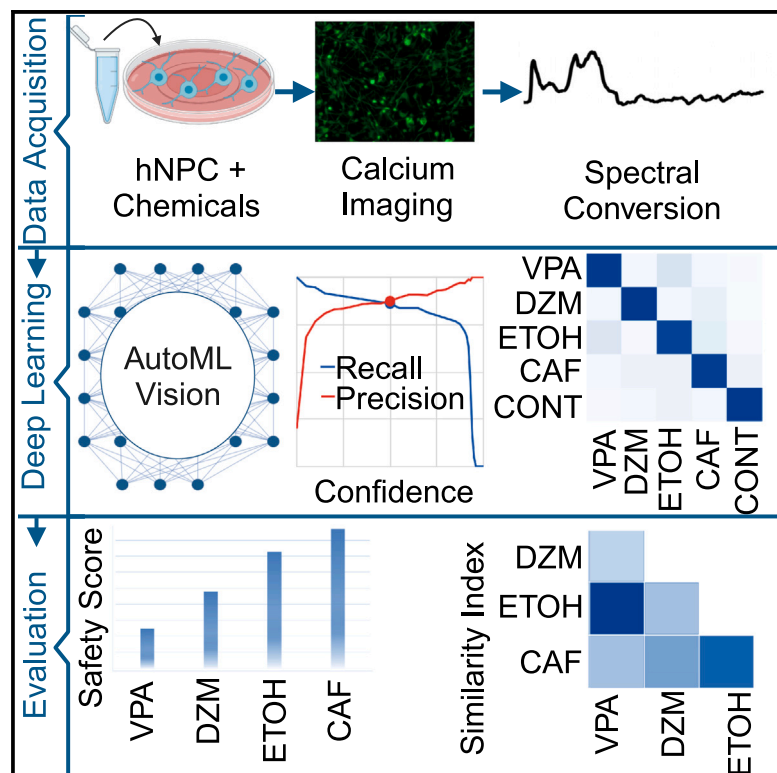 Data Acquisition
hNPC +
Chemicals
Calcium
Imaging
Spectral
Conversion
Deep Learning
AutoML
Vision
Recall
Precision
Confidence
VPA
DZM
ETOH
CAF
CONT
VPA
DZM
ETOH
CAF
CONT
Evaluation
Safety Score
VPA
DZM
ETOH
CAF
Similarity Index
DZM
ETOH
CAF
VPA
DZM
ETOH